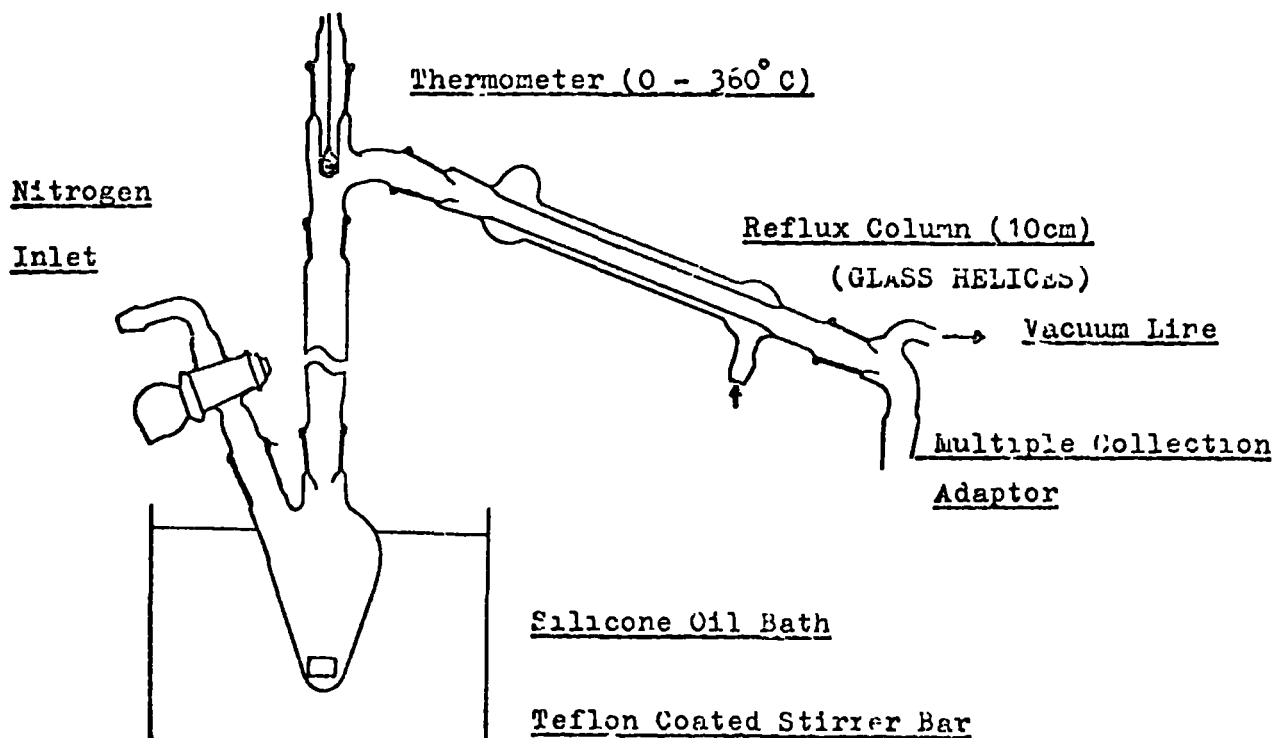 Thermometer (0 - 360°C)
Nitrogen
Inlet
Reflux Column (10cm)
(GLASS HELICES)
Vacuum Line
Multiple Collection
Adaptor
Silicone Oil Bath
Teflon Coated Stirrer Bar